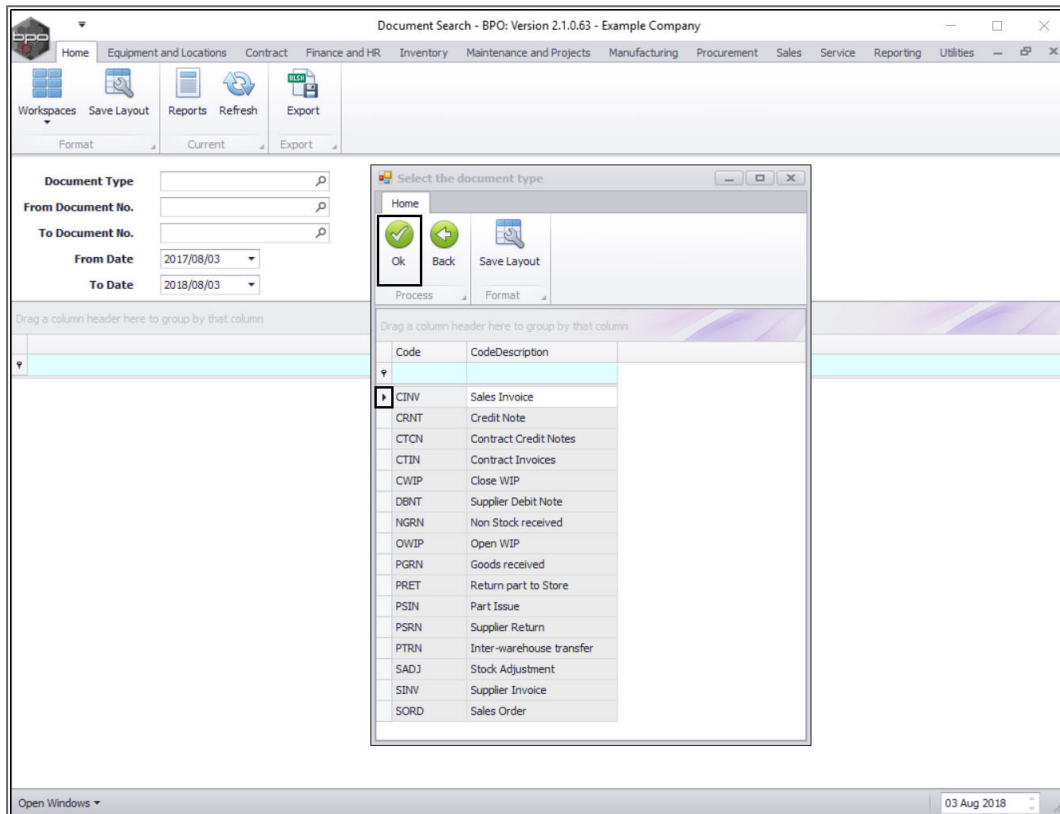 Document Search - BPO: Version 2.1.0.63 - Example Company
bpo
Home Equipment and Locations Contract Finance and HR Inventory Maintenance and Projects Manufacturing Procurement Sales Service Reporting Utilities
Workspaces Save Layout Reports Refresh Export
Format Current Export
Document Type
From Document No.
To Document No.
From Date 2017/08/03
To Date 2018/08/03
Drag a column header here to group by that column
Select the document type
Home
Ok Back Save Layout
Process Format
Drag a column header here to group by that column
Code CodeDescription
CINV Sales Invoice
CRNT Credit Note
CTCN Contract Credit Notes
CTIN Contract Invoices
CWIP Close WIP
DBNT Supplier Debit Note
NGRN Non Stock received
OWIP Open WIP
PGRN Goods received
PRET Return part to Store
PSIN Part Issue
PSRN Supplier Return
PTRN Inter-warehouse transfer
SADJ Stock Adjustment
SINV Supplier Invoice
SORD Sales Order
Open Windows 03 Aug 2018